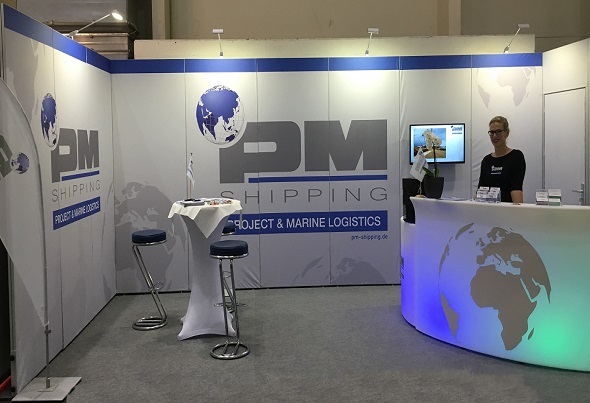 PM
SHIPPING
PROJECT & MARINE LOGISTICS
PM
SHIPPING
PROJECT & MARINE LOGISTICS
pm-shipping.de